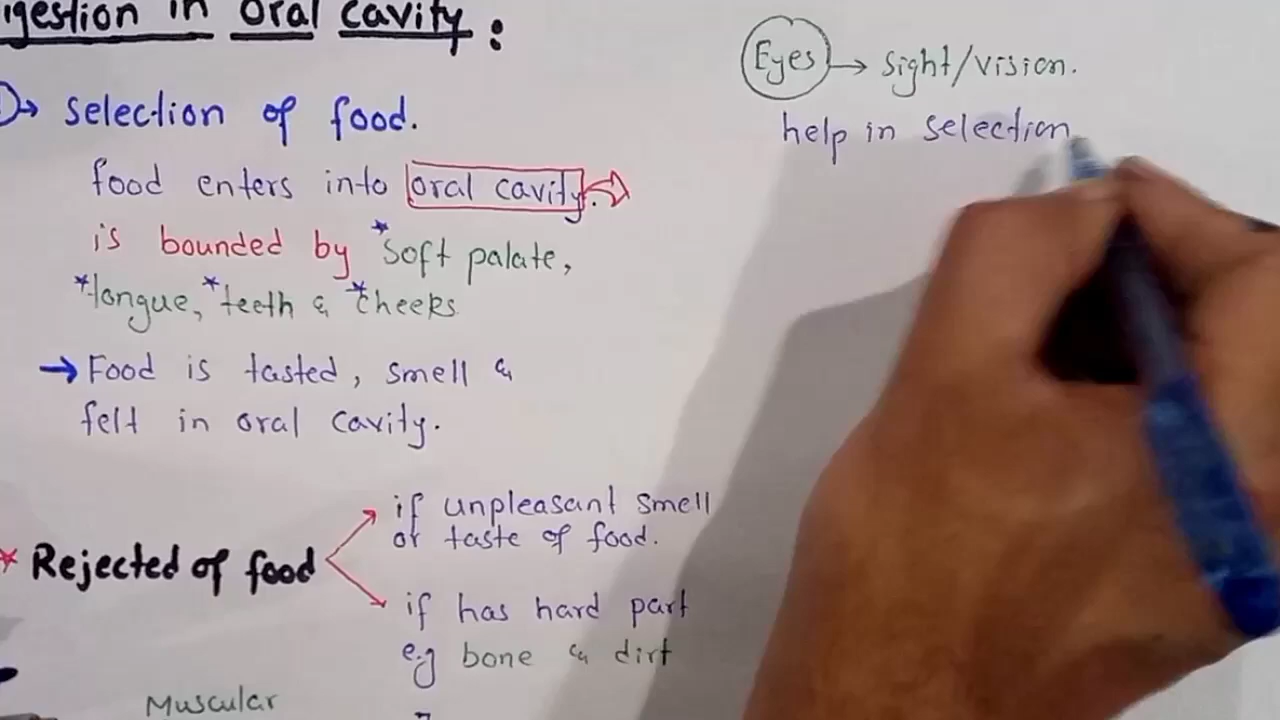 igestion in oral cavity :
1→ selection of food.
food enters into oral cavity.
is bounded by *soft palate,
*tongue, *teeth & *cheeks
→ Food is tasted, smell &
felt in oral cavity.
* Rejected of food
if unpleasant smell
or taste of food.
if has hard part
e.g bone & dirt
Muscular
Eyes → sight/vision.
help in selection